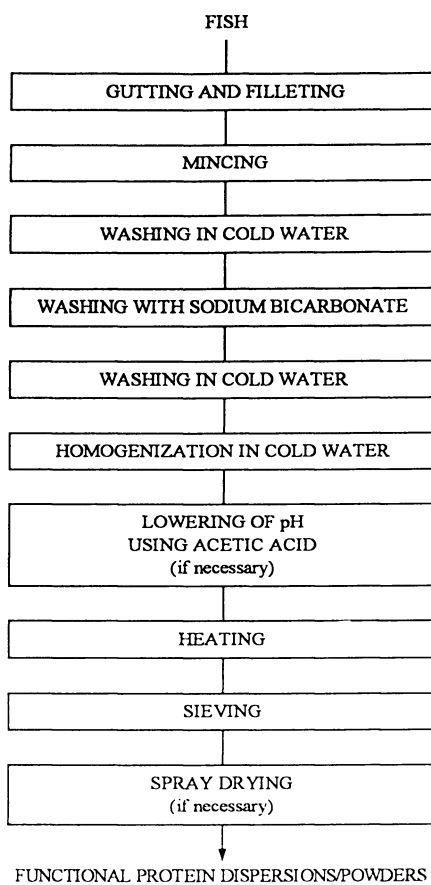 FISH
GUTTING AND FILLETING
MINCING
WASHING IN COLD WATER
WASHING WITH SODIUM BICARBONATE
WASHING IN COLD WATER
HOMOGENIZATION IN COLD WATER
LOWERING OF pH
USING ACETIC ACID
(if necessary)
HEATING
SIEVING
SPRAY DRYING
(if necessary)
FUNCTIONAL PROTEIN DISPERSIONS/POWDERS